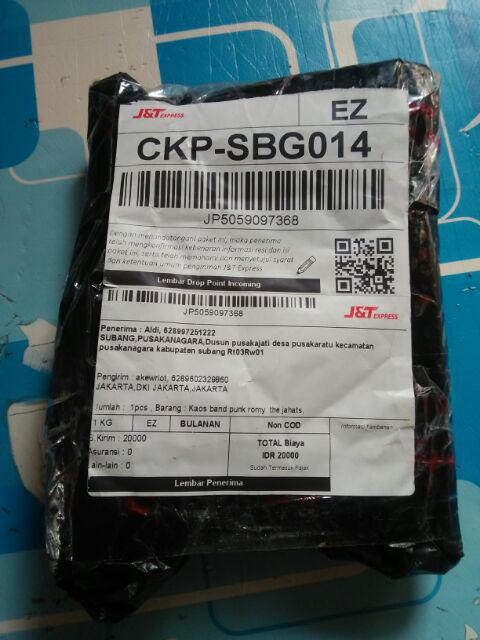 J&T EXPRESS
EZ
CKP-SBG014
JP5059097368
Dengan menandatangani paket ini, maka penerima
telah mengkonfirmasi kebenaran informasi resi dan isi
paket ini, serta telah memahami dan menyetujui syarat
dan ketentuan umum pengiriman J&T Express
Lembar Drop Point Incoming
JP5059097368
J&T EXPRESS
Penerima : Aldi, 628997251222
SUBANG,PUSAKANAGARA,Dusun pusakajati desa pusakaratu kecamatan
pusakanagara kabupaten subang Rt03Rw01
Pengirim : akewriot, 6289602329860
JAKARTA,DKI JAKARTA,JAKARTA
Jumlah : 1pcs , Barang : Kaos band punk romy the jahats,
1 KG EZ BULANAN Non COD Informasi Tambahan
B.Kirim : 20000
Asuransi : 0
Lain-lain : 0
TOTAL Biaya
IDR 20000
Sudah Termasuk Pajak
Lembar Penerima